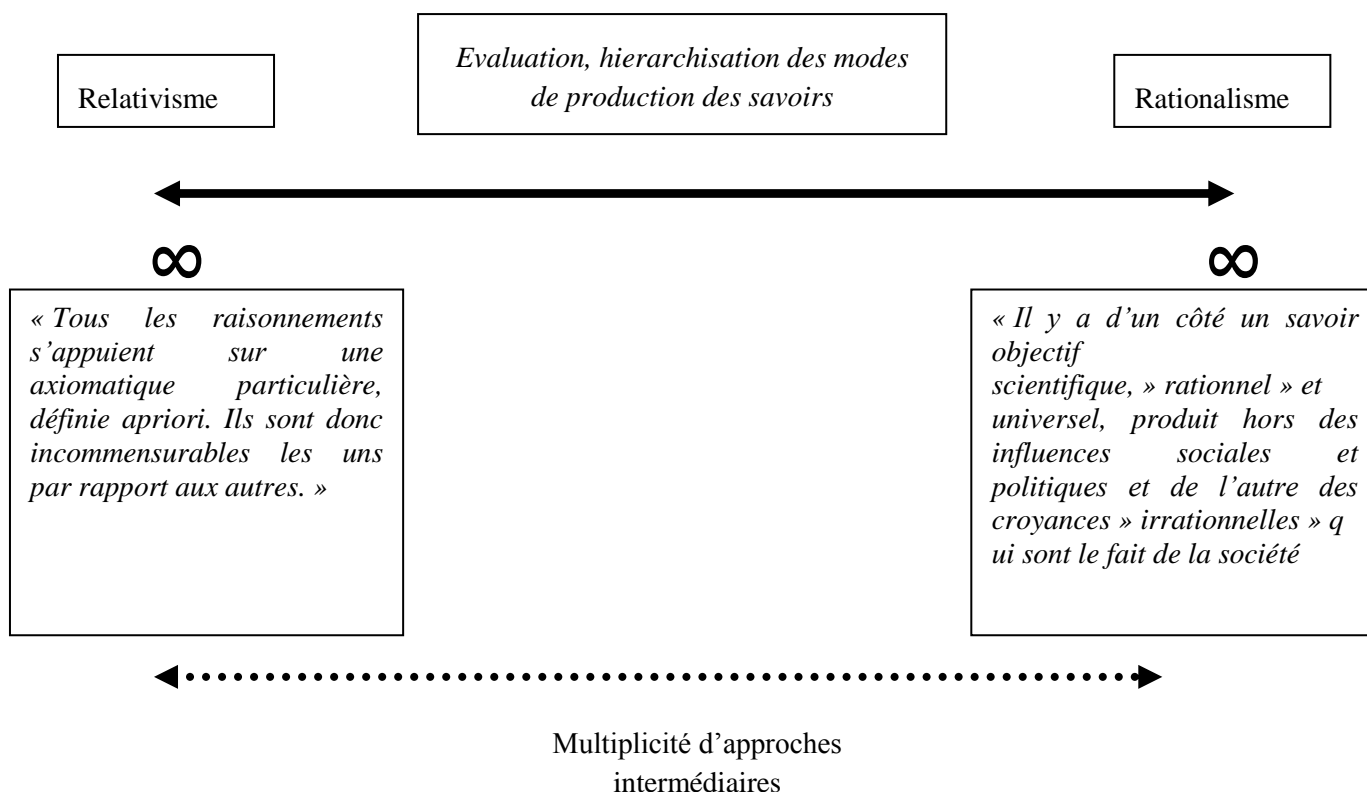 Relativisme
Evaluation, hierarchisation des modes
de production des savoirs
Rationalisme
∞
∞
« Tous les raisonnements
s’appuient sur une
axiomatique particulière,
définie apriori. Ils sont donc
incommensurables les uns
par rapport aux autres. »
« Il y a d’un côté un savoir
objectif
scientifique, » rationnel » et
universel, produit hors des
influences sociales et
politiques et de l’autre des
croyances » irrationnelles » q
ui sont le fait de la société
Multiplicité d’approches
intermédiaires